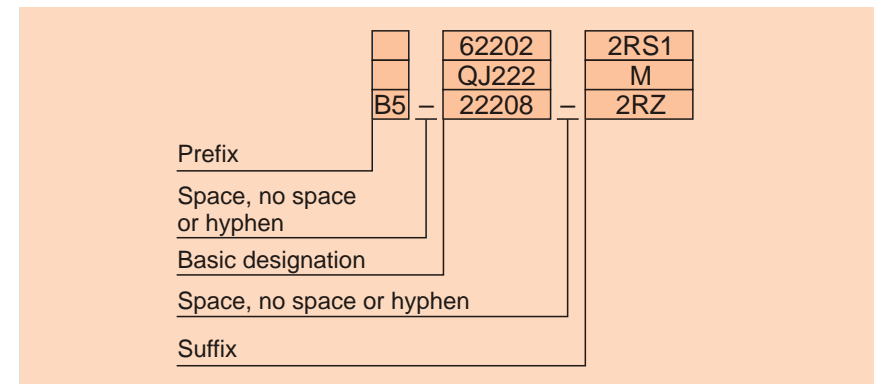 62202 2RS1
QJ222 M
B5 – 22208 – 2RZ
Prefix
Space, no space
or hyphen
Basic designation
Space, no space or hyphen
Suffix